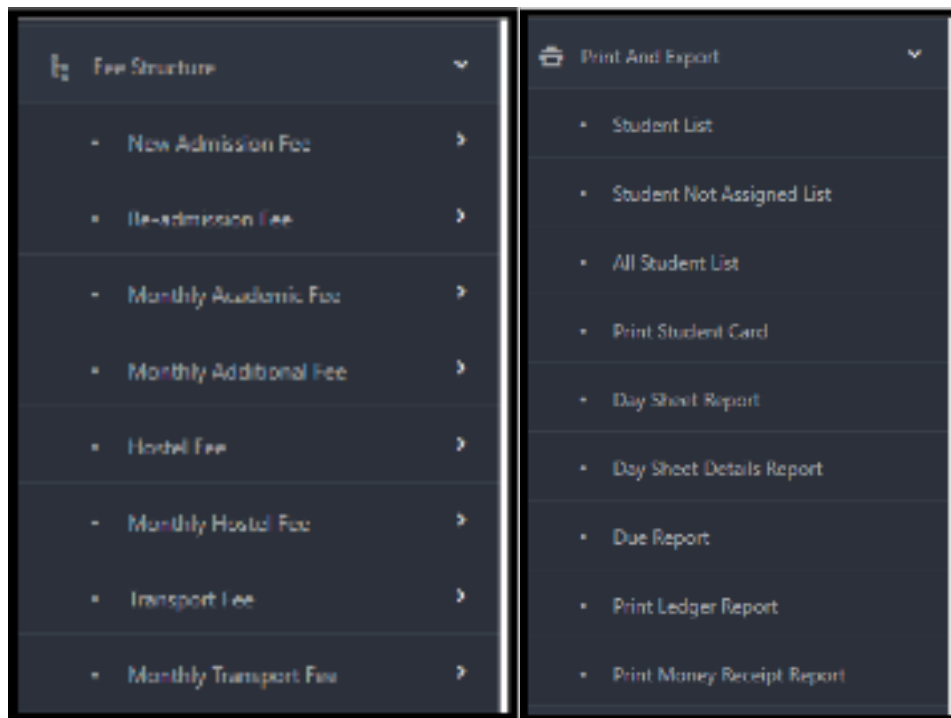 Fee Structure
New Admission Fee
Re-admission Fee
Monthly Academic Fee
Monthly Additional Fee
Hostel Fee
Monthly Hostel Fee
Transport Fee
Monthly Transport Fee
Print And Export
Student List
Student Not Assigned List
All Student List
Print Student Card
Day Sheet Report
Day Sheet Details Report
Due Report
Print Ledger Report
Print Money Receipt Report